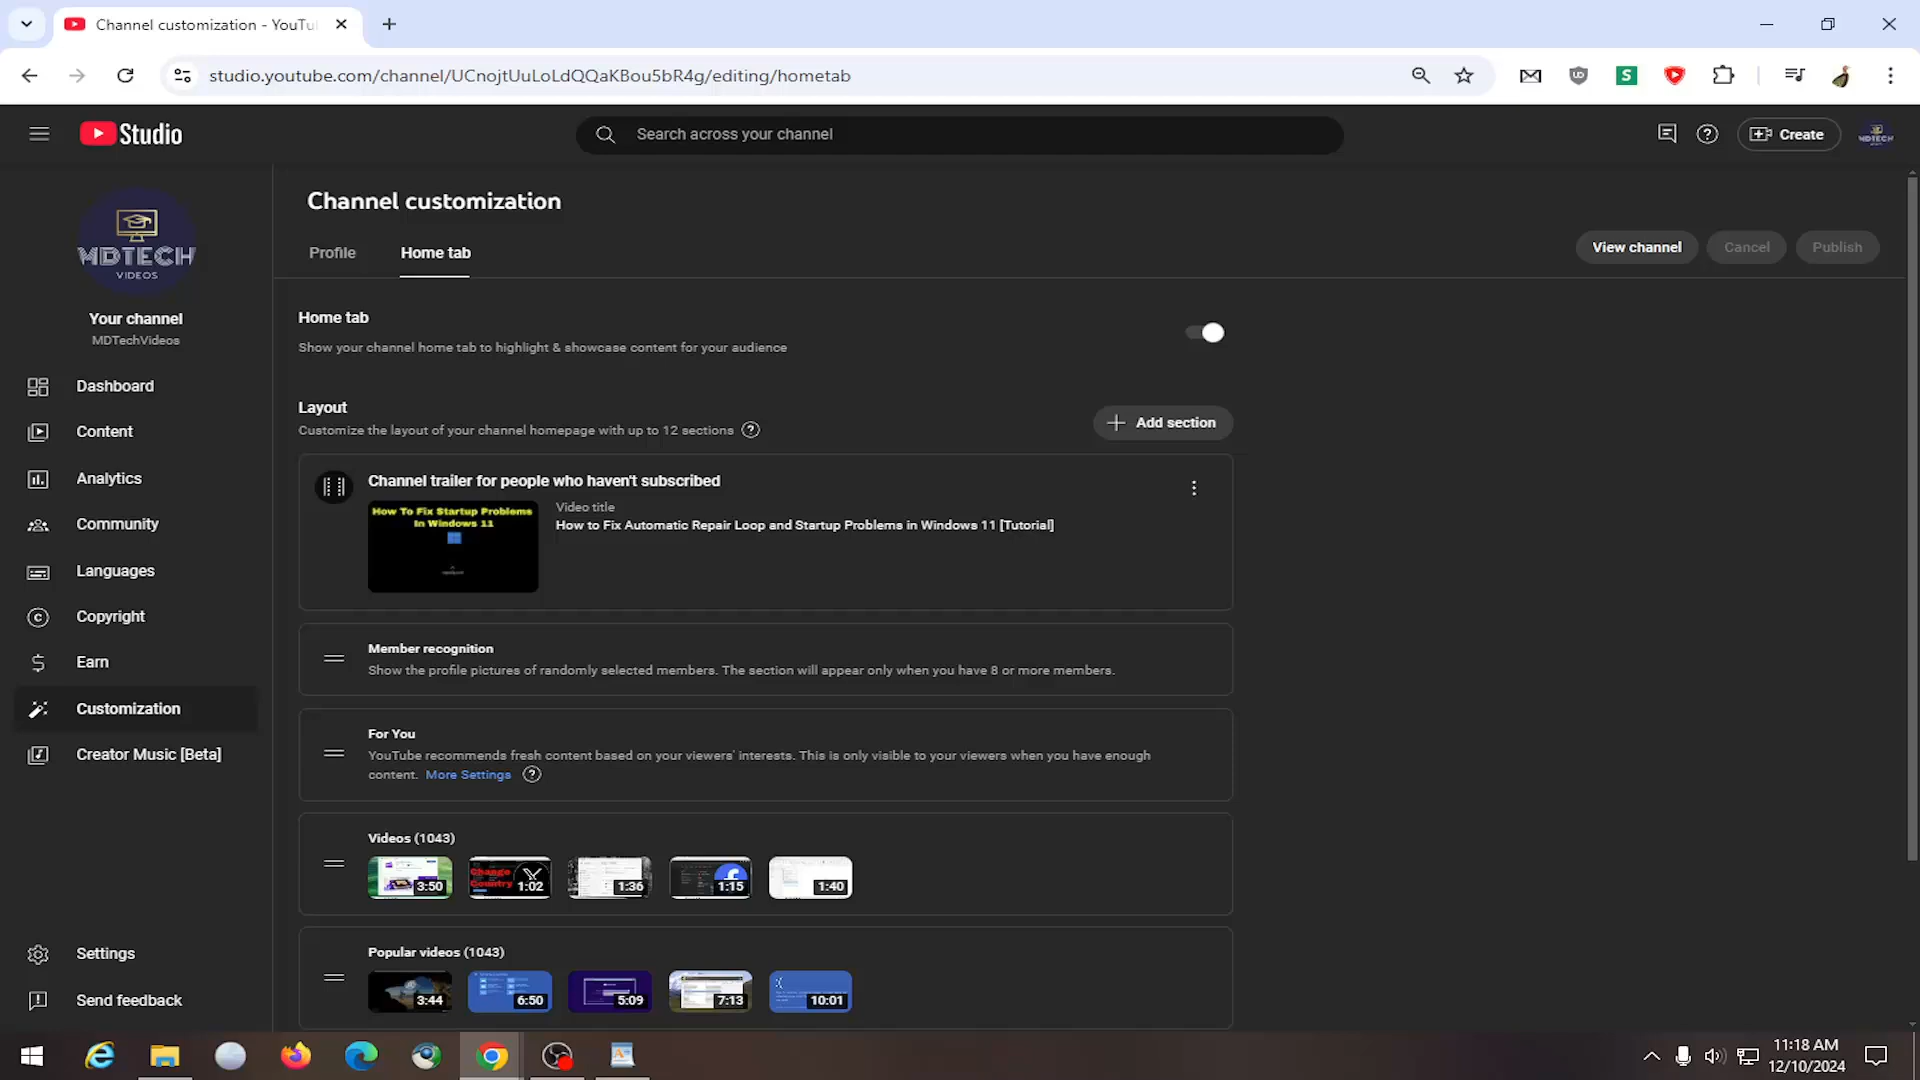 Channel customization - YouTu
studio.youtube.com/channel/UCnojtUuLoLdQQaKBou5bR4g/editing/hometab
Studio
Search across your channel
Create
MDTECH
VIDEOS
Your channel
MDTechVideos
Dashboard
Content
Analytics
Community
Languages
Copyright
Earn
Customization
Creator Music [Beta]
Settings
Send feedback
Channel customization
Profile
Home tab
View channel
Cancel
Publish
Home tab
Show your channel home tab to highlight & showcase content for your audience
Layout
Customize the layout of your channel homepage with up to 12 sections
Add section
Channel trailer for people who haven't subscribed
How To Fix Startup Problems
In Windows 11
Video title
How to Fix Automatic Repair Loop and Startup Problems in Windows 11 [Tutorial]
Member recognition
Show the profile pictures of randomly selected members. The section will appear only when you have 8 or more members.
For You
YouTube recommends fresh content based on your viewers' interests. This is only visible to your viewers when you have enough
content. More Settings
Videos (1043)
3:50
Change
Country
1:02
1:36
1:15
1:40
Popular videos (1043)
3:44
6:50
5:09
7:13
10:01
11:18 AM
12/10/2024